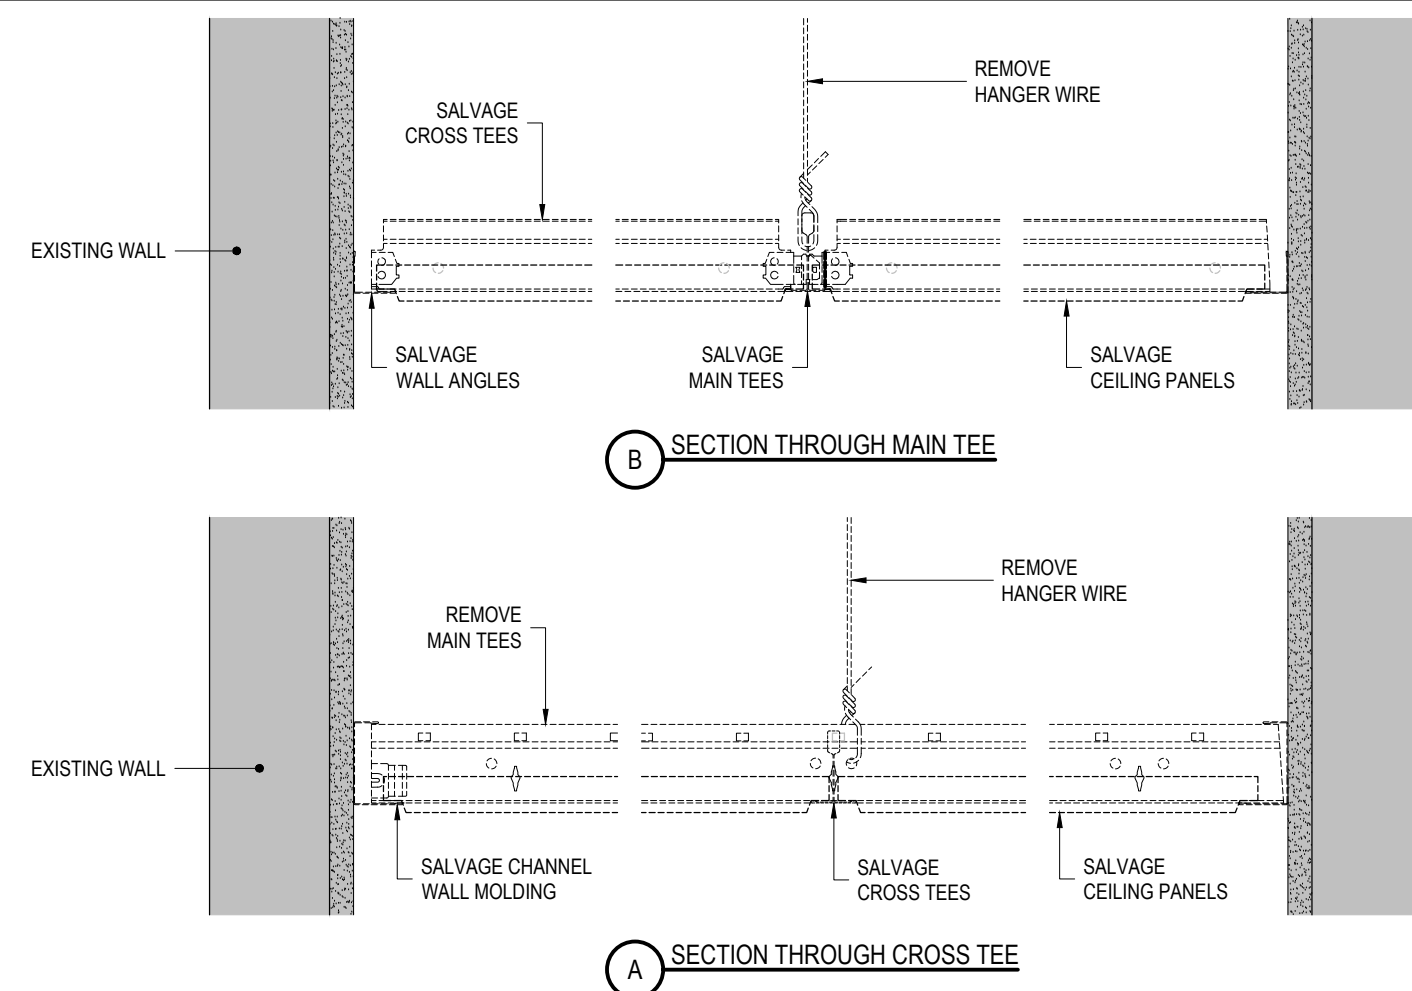 REMOVE
HANGER WIRE
SALVAGE
CROSS TEES
EXISTING WALL
SALVAGE
WALL ANGLES
SALVAGE
MAIN TEES
SALVAGE
CEILING PANELS
B
SECTION THROUGH MAIN TEE
REMOVE
HANGER WIRE
REMOVE
MAIN TEES
EXISTING WALL
SALVAGE CHANNEL
WALL MOLDING
SALVAGE
CROSS TEES
SALVAGE
CEILING PANELS
A
SECTION THROUGH CROSS TEE